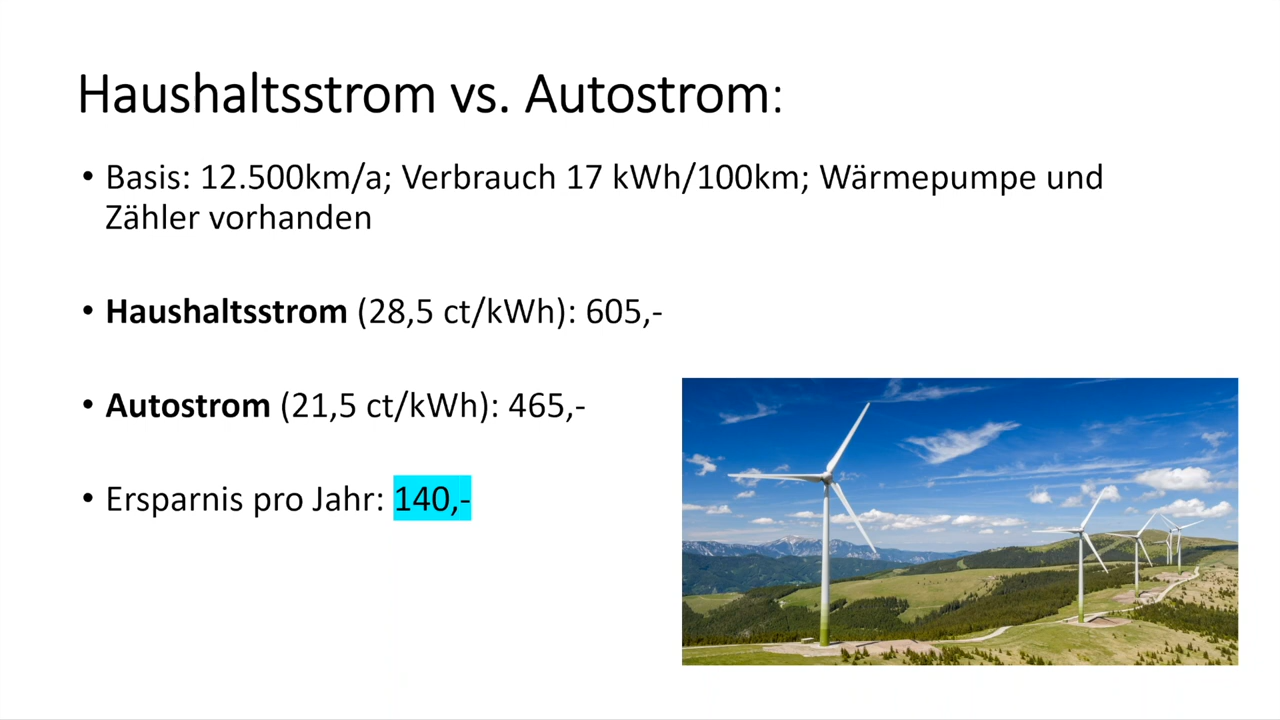 Haushaltsstrom vs. Autostrom:
• Basis: 12.500km/a; Verbrauch 17 kWh/100km; Wärmepumpe und
Zähler vorhanden
• Haushaltsstrom (28,5 ct/kWh): 605,-
• Autostrom (21,5 ct/kWh): 465,-
• Ersparnis pro Jahr: 140,-